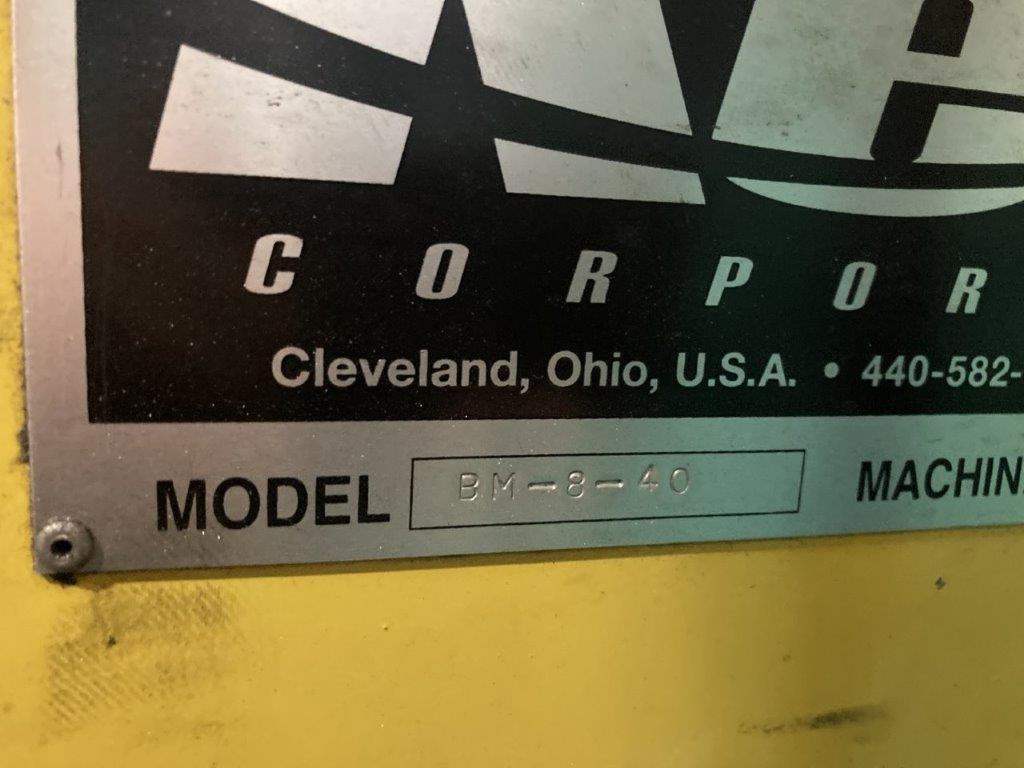 CORPOR
Cleveland, Ohio, U.S.A. • 440-582-
MODEL BM-8-40 MACHIN